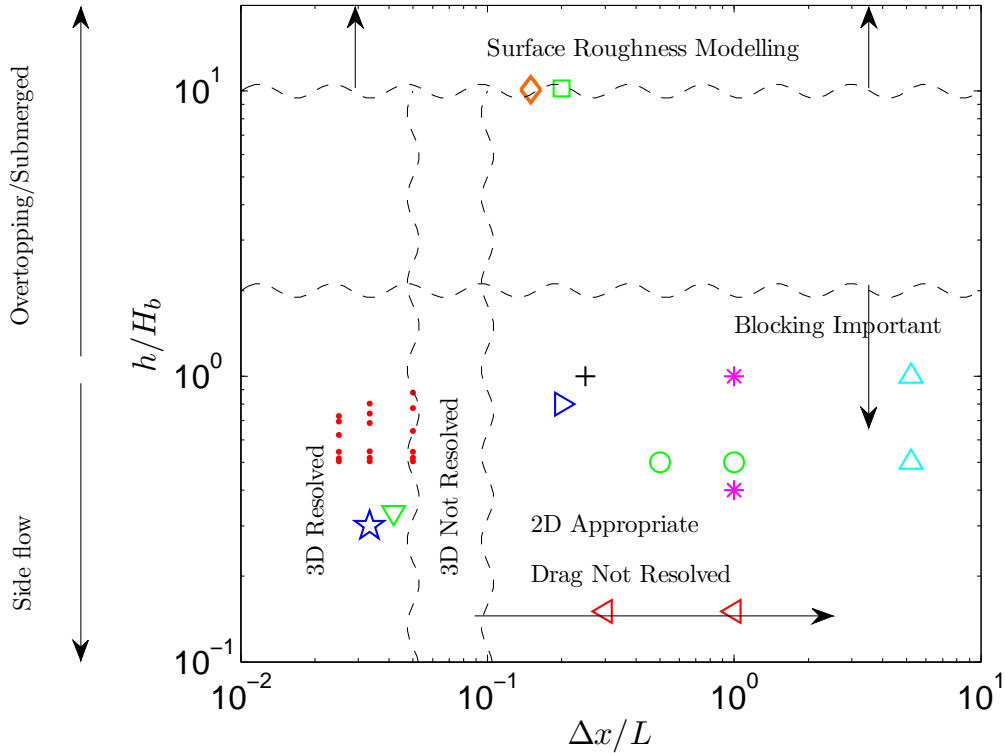 Overtopping/Submerged
Side flow
h/H_b
10^1
10^0
10^{-1}
Surface Roughness Modelling
Blocking Important
3D Resolved
3D Not Resolved
2D Appropriate
Drag Not Resolved
10^{-2}
10^{-1}
10^0
10^1
Δx/L